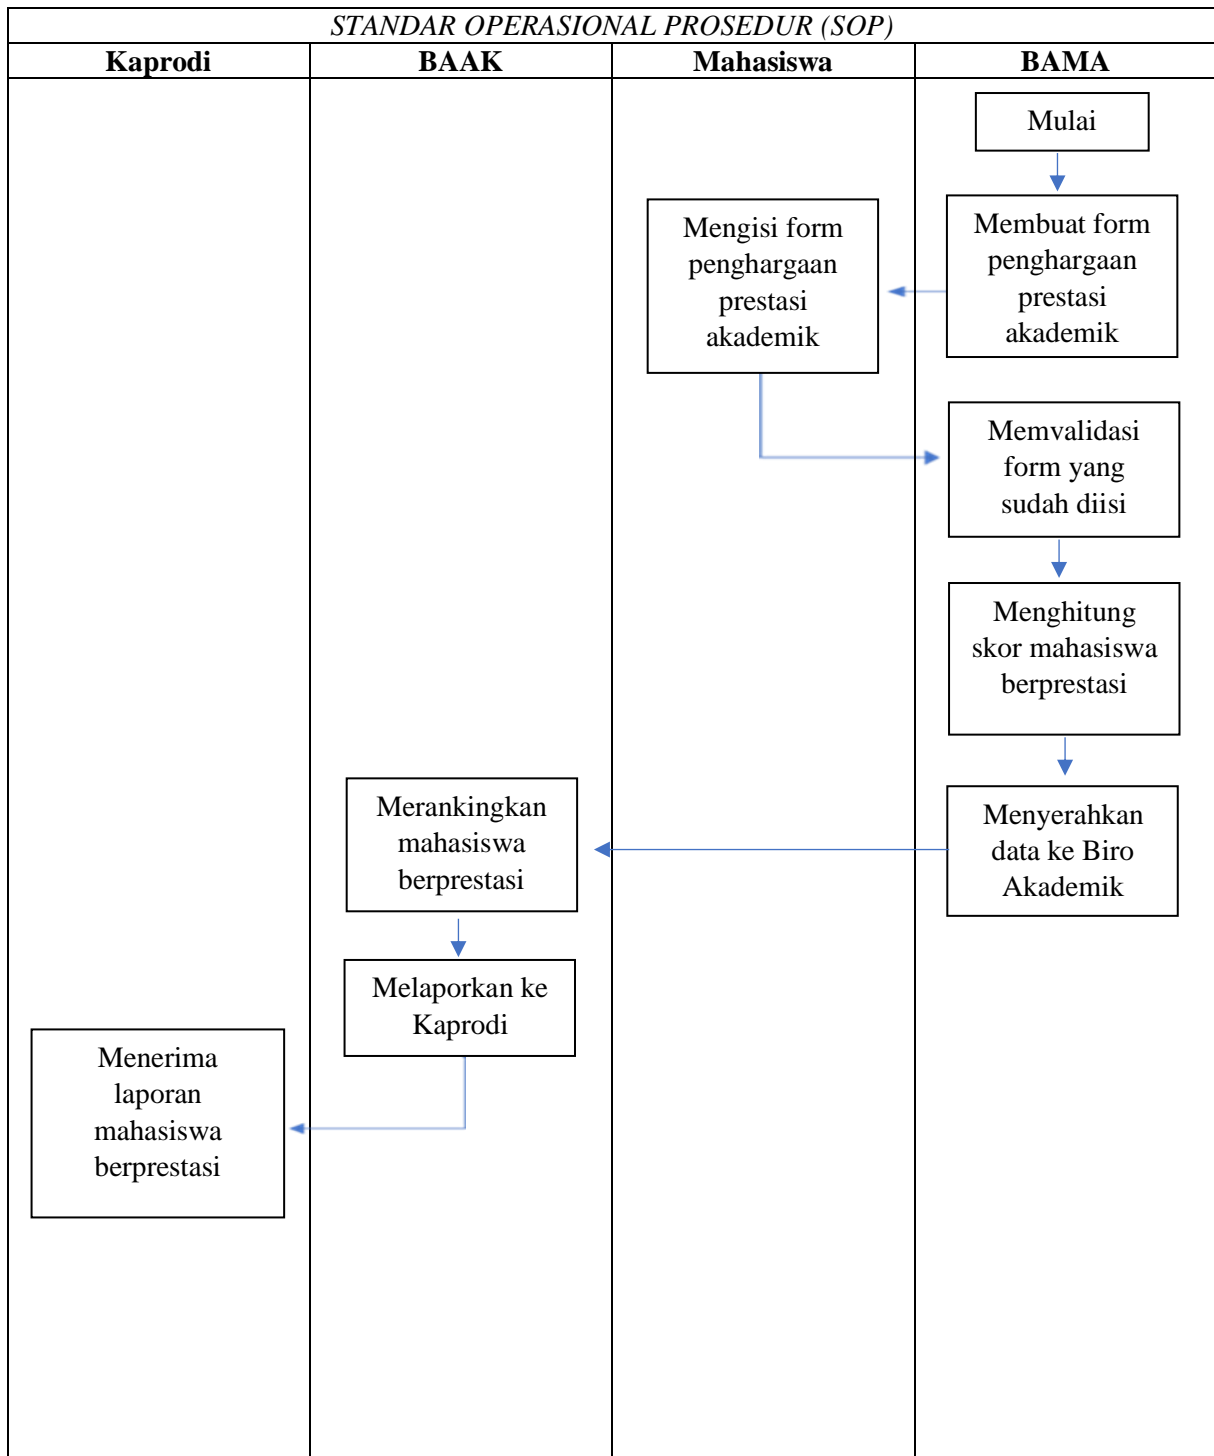 STANDAR OPERASIONAL PROSEDUR (SOP)
Kaprodi
BAAK
Mahasiswa
BAMA
Mulai
Membuat form
penghargaan
prestasi
akademik
Mengisi form
penghargaan
prestasi
akademik
Memvalidasi
form yang
sudah diisi
Menghitung
skor mahasiswa
berprestasi
Menyerahkan
data ke Biro
Akademik
Merankingkan
mahasiswa
berprestasi
Melaporkan ke
Kaprodi
Menerima
laporan
mahasiswa
berprestasi